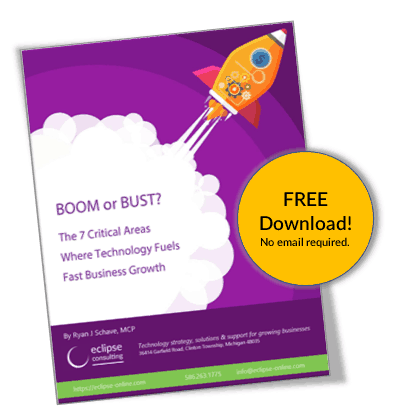 BOOM or BUST?
The 7 Critical Areas
Where Technology Fuels
Fast Business Growth
FREE
Download!
No email required.
By Ryan J Schave, MCP
eclipse
consulting
Technology strategy, solutions & support for growing businesses
36414 Garfield Road, Clinton Township, Michigan 48035
https://eclipse-online.com
586.263.1775
info@eclipse-online.com